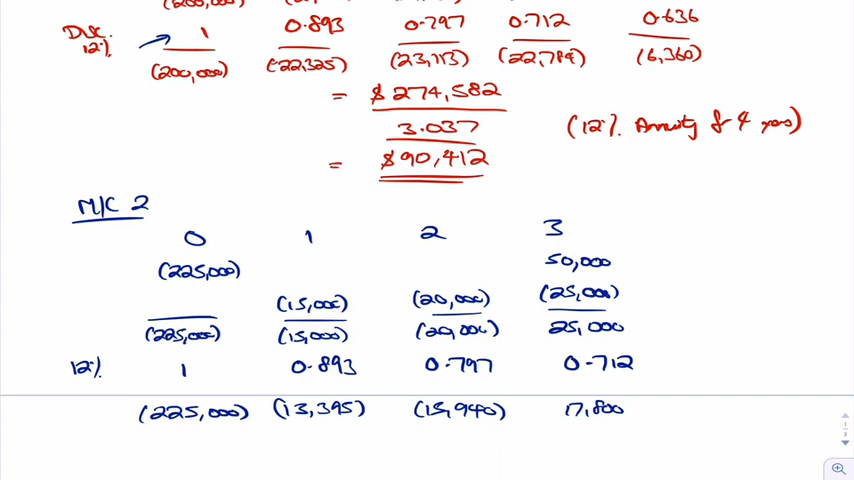 Disc. 12% 1 0.893 0.797 0.712 0.636
(200,000) (22,325) (23,113) (22,784) (6,360)
= $274,582
3.037 (12% Annuity for 4 years)
= $90,412
M/C 2
0 1 2 3
(225,000) 50,000
(15,000) (20,000) (25,000)
(225,000) (15,000) (20,000) 25,000
12% 1 0.893 0.797 0.712
(225,000) (13,395) (15,940) 17,800